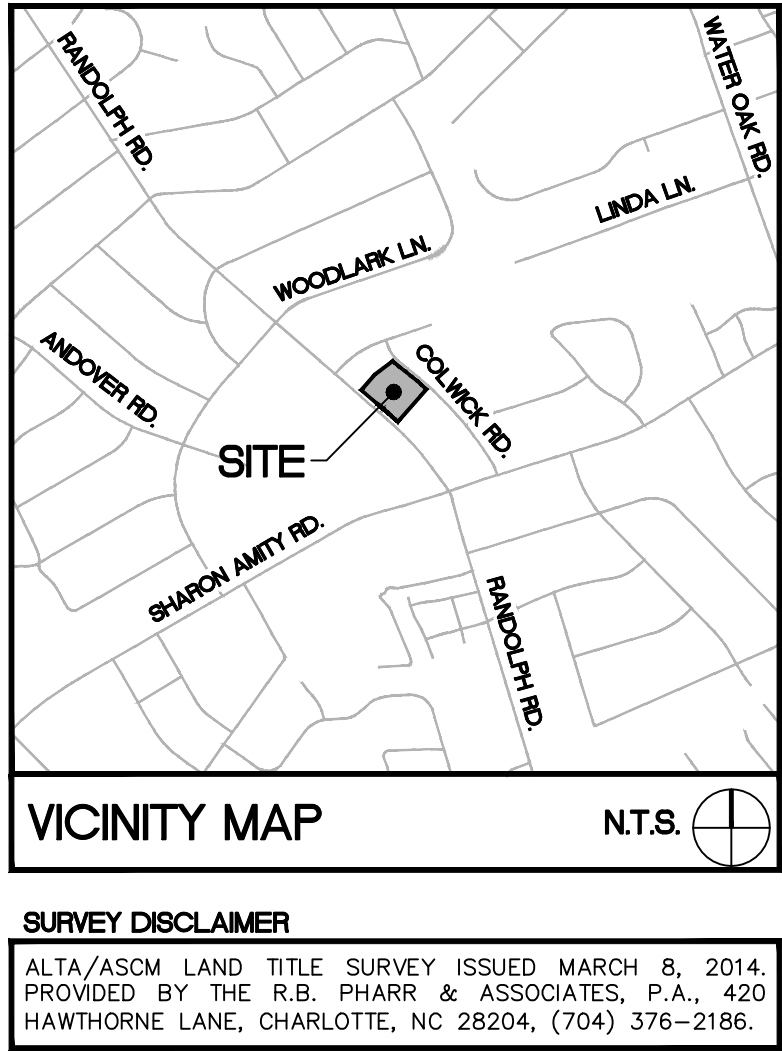 RANDOLPH RD.
WATER OAK RD.
LINDA LN.
WOODLARK LN.
ANDOVER RD.
COLWICK RD.
SITE
SHARON AMITY RD.
RANDOLPH RD.
VICINITY MAP
N.T.S.
SURVEY DISCLAIMER
ALTA/ASCM LAND TITLE SURVEY ISSUED MARCH 8, 2014.
PROVIDED BY THE R.B. PHARR & ASSOCIATES, P.A., 420
HAWTHORNE LANE, CHARLOTTE, NC 28204, (704) 376-2186.